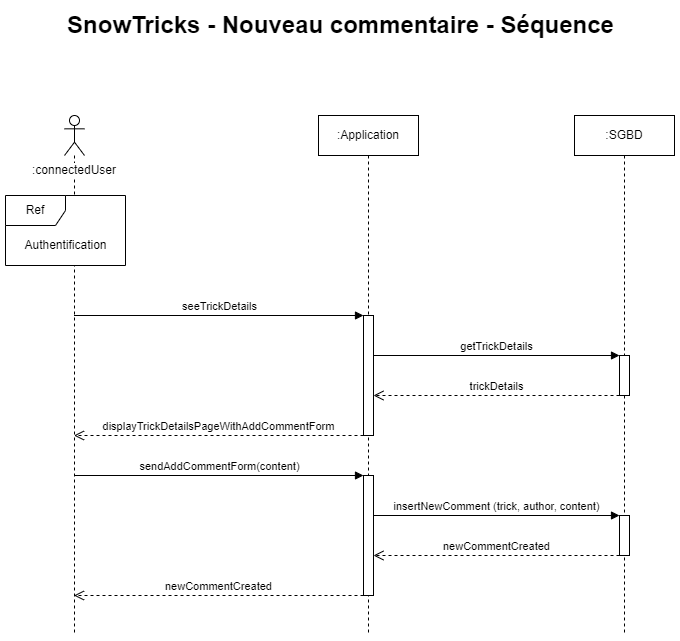 SnowTricks - Nouveau commentaire - Séquence
:connectedUser
:Application
:SGBD
Ref
Authentification
seeTrickDetails
getTrickDetails
trickDetails
displayTrickDetailsPageWithAddCommentForm
sendAddCommentForm(content)
insertNewComment (trick, author, content)
newCommentCreated
newCommentCreated